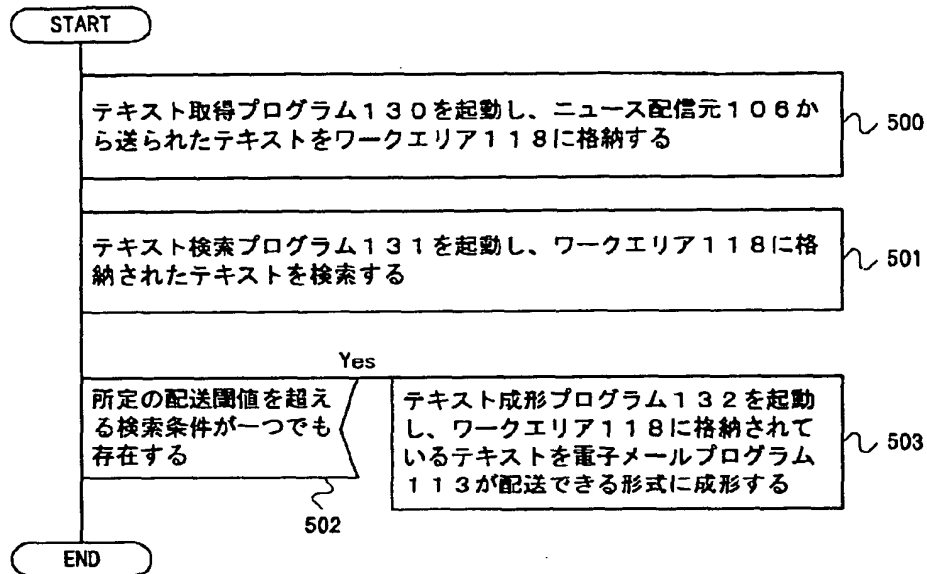 START
テキスト取得プログラム130を起動し、ニュース配信元106か
ら送られたテキストをワークエリア118に格納する
500
テキスト検索プログラム131を起動し、ワークエリア118に格
納されたテキストを検索する
501
Yes
所定の配送閾値を超え
る検索条件が一つでも
存在する
502
テキスト成形プログラム132を起動
し、ワークエリア118に格納されて
いるテキストを電子メールプログラム
113が配送できる形式に成形する
503
END